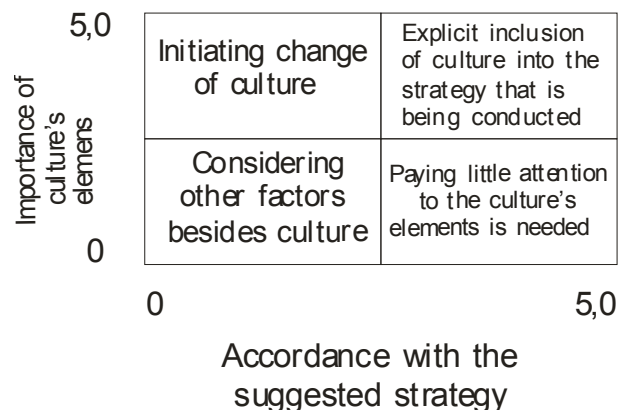 5,0
Importance of
culture's
elemens
0
Initiating change
of culture
Explicit inclusion
of culture into the
strategy that is
being conducted
Considering
other factors
besides culture
Paying little attention
to the culture's
elements is needed
0
5,0
Accordance with the
suggested strategy